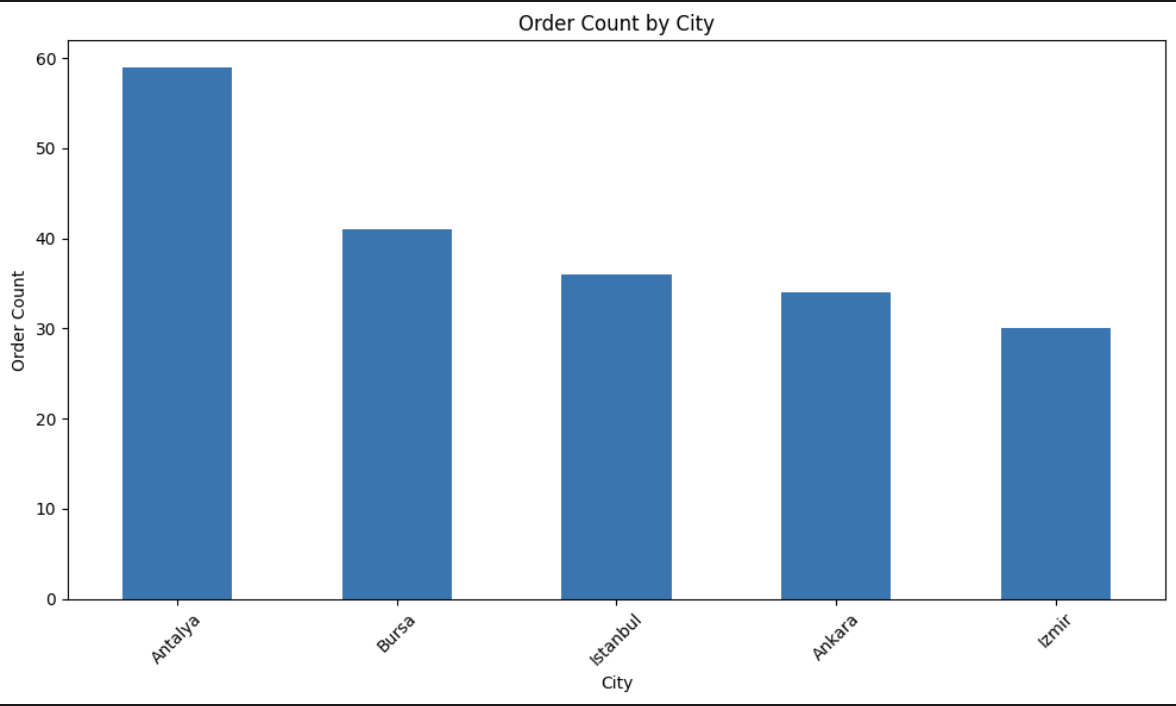 Order Count by City
60
50
40
30
20
10
0
Order Count
Antalya
Bursa
Istanbul
Ankara
Izmir
City